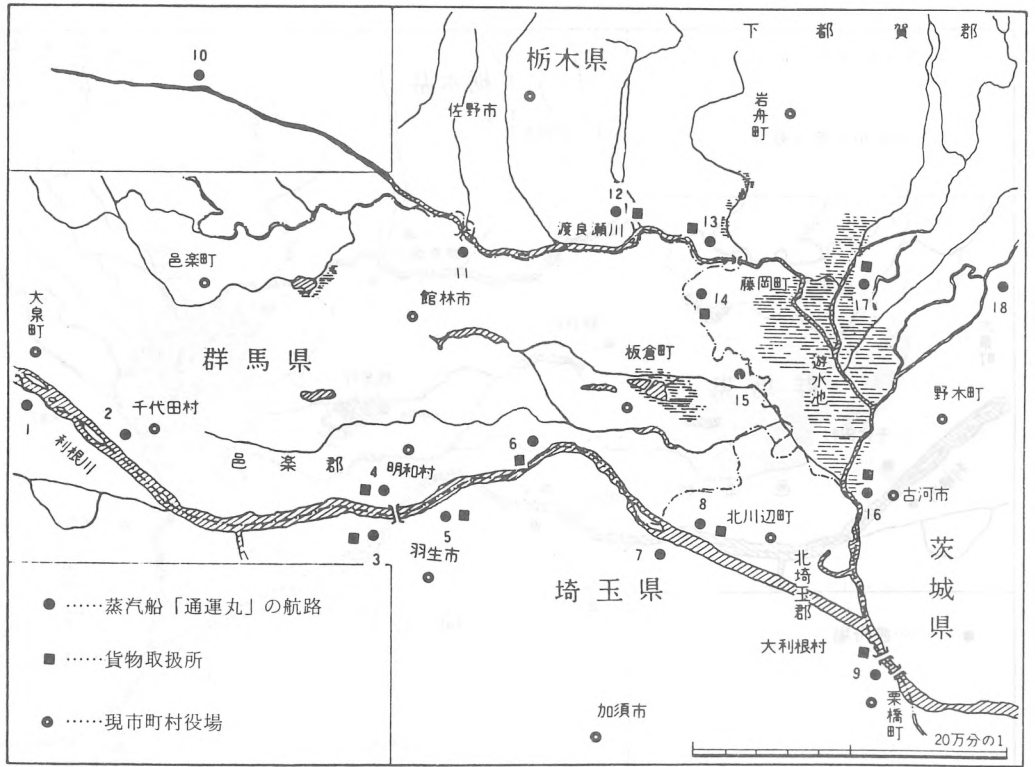 下都賀郡
10
栃木県
佐野市
岩舟町
12
13
渡良瀬川
11
邑楽町
館林市
藤岡町
14
17
18
大泉町
群馬県
板倉町
15
遊水池
野木町
1
2
千代田村
利根川
邑楽郡
6
4
明和村
5
3
羽生市
8
北川辺町
7
16
古河市
埼玉県
北埼玉郡
茨城県
大利根村
9
栗橋町
加須市
●……蒸汽船「通運丸」の航路
■……貨物取扱所
◎……現市町村役場
20万分の1